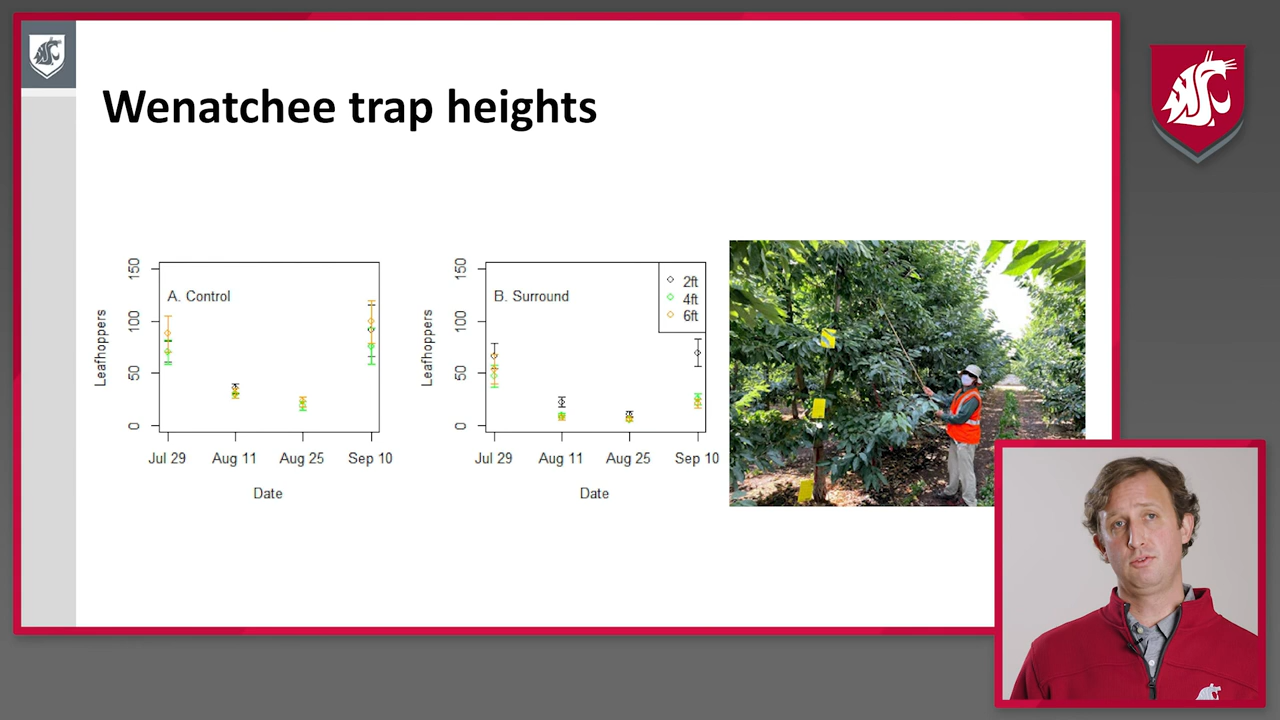 Wenatchee trap heights
150
100
50
0
Leafhoppers
A. Control
Jul 29 Aug 11 Aug 25 Sep 10
Date
150
100
50
0
Leafhoppers
B. Surround
2ft
4ft
6ft
Jul 29 Aug 11 Aug 25 Sep 10
Date